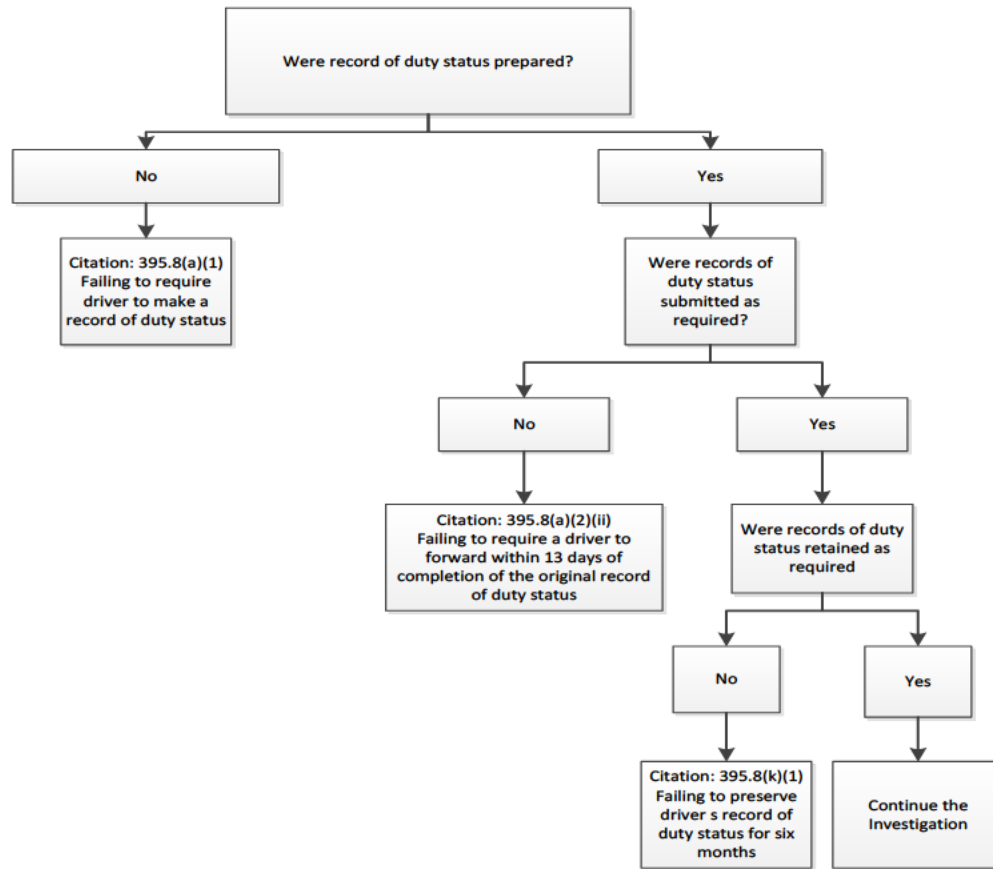 Were record of duty status prepared?
No
Yes
Citation: 395.8(a)(1)
Failing to require
driver to make a
record of duty status
Were records of
duty status
submitted as
required?
No
Yes
Citation: 395.8(a)(2)(ii)
Failing to require a driver to
forward within 13 days of
completion of the original record
of duty status
Were records of duty
status retained as
required
No
Yes
Citation: 395.8(k)(1)
Failing to preserve
driver s record of
duty status for six
months
Continue the
Investigation